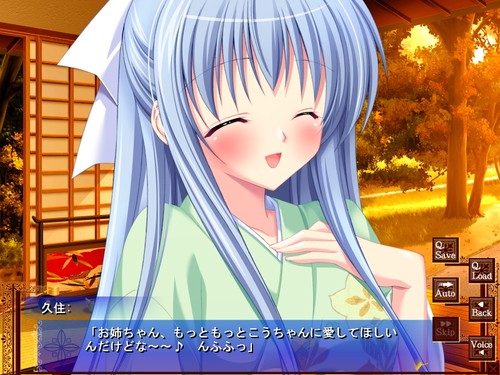 Q.
Save
Q.
Load
Auto
Back
Skip
Voice
久住:
「お姉ちゃん、もっともっとこうちゃんに愛してほしい
んだけどな～～♪　んふふっ」